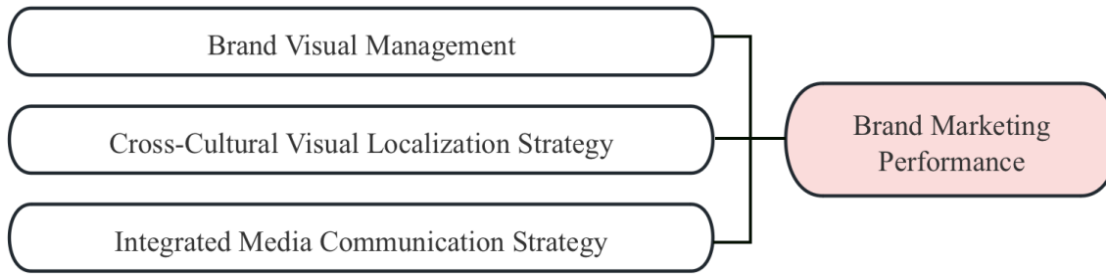 Brand Visual Management
Cross-Cultural Visual Localization Strategy
Integrated Media Communication Strategy
Brand Marketing
Performance